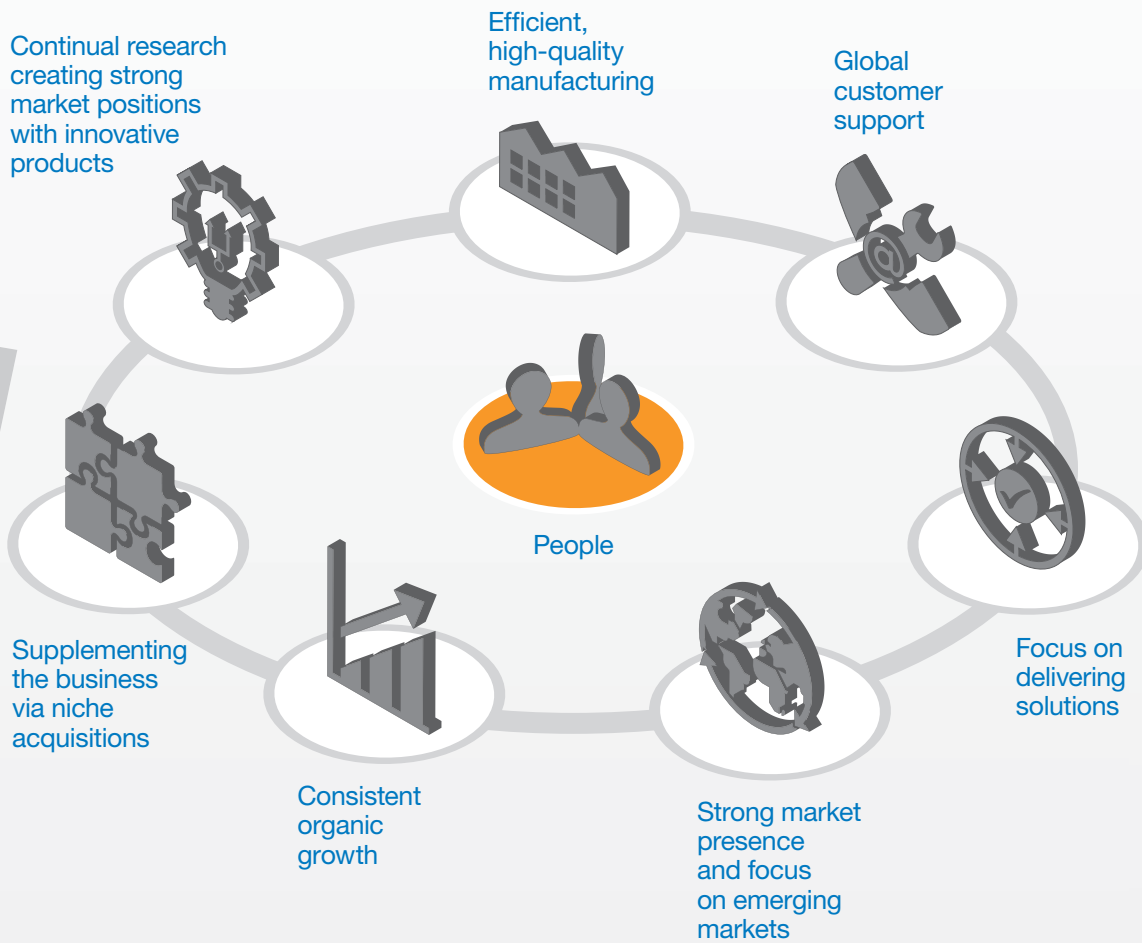 Continual research
creating strong
market positions
with innovative
products
Efficient,
high-quality
manufacturing
Global
customer
support
People
Supplementing
the business
via niche
acquisitions
Focus on
delivering
solutions
Consistent
organic
growth
Strong market
presence
and focus
on emerging
markets